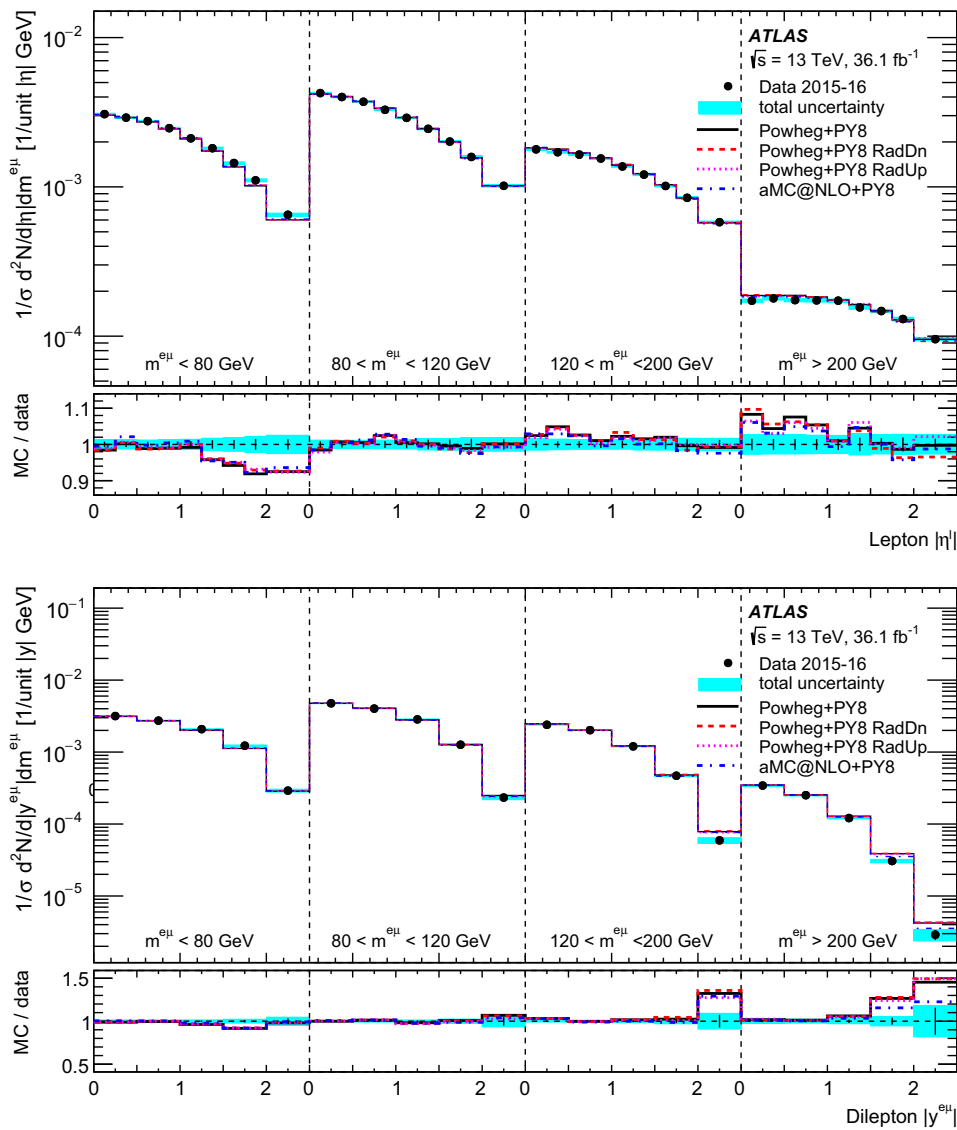 10⁻²
10⁻³
10⁻⁴
1/σ d²N/d|η|dm^eμ [1/unit |η| GeV]
ATLAS
√s = 13 TeV, 36.1 fb⁻¹
Data 2015-16
total uncertainty
Powheg+PY8
Powheg+PY8 RadDn
Powheg+PY8 RadUp
aMC@NLO+PY8
m^eμ < 80 GeV
80 < m^eμ < 120 GeV
120 < m^eμ <200 GeV
m^eμ > 200 GeV
MC / data
1.1
1
0.9
0 1 2 0 1 2 0 1 2 0 1 2
Lepton |η^l|
10⁻¹
10⁻²
10⁻³
10⁻⁴
10⁻⁵
1/σ d²N/d|y^eμ|dm^eμ [1/unit |y| GeV]
ATLAS
√s = 13 TeV, 36.1 fb⁻¹
Data 2015-16
total uncertainty
Powheg+PY8
Powheg+PY8 RadDn
Powheg+PY8 RadUp
aMC@NLO+PY8
m^eμ < 80 GeV
80 < m^eμ < 120 GeV
120 < m^eμ <200 GeV
m^eμ > 200 GeV
MC / data
1.5
1
0.5
0 1 2 0 1 2 0 1 2 0 1 2
Dilepton |y^eμ|